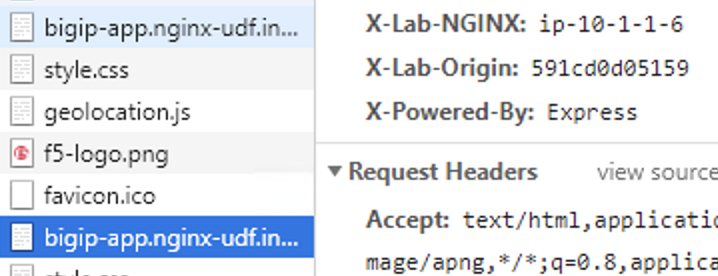 bigip-app.nginx-udf.in...
style.css
geolocation.js
f5-logo.png
favicon.ico
bigip-app.nginx-udf.in...
style.css
X-Lab-NGINX: ip-10-1-1-6
X-Lab-Origin: 591cd0d05159
X-Powered-By: Express
Request Headers view source
Accept: text/html,applicatio
mage/apng,*/*;q=0.8,applica